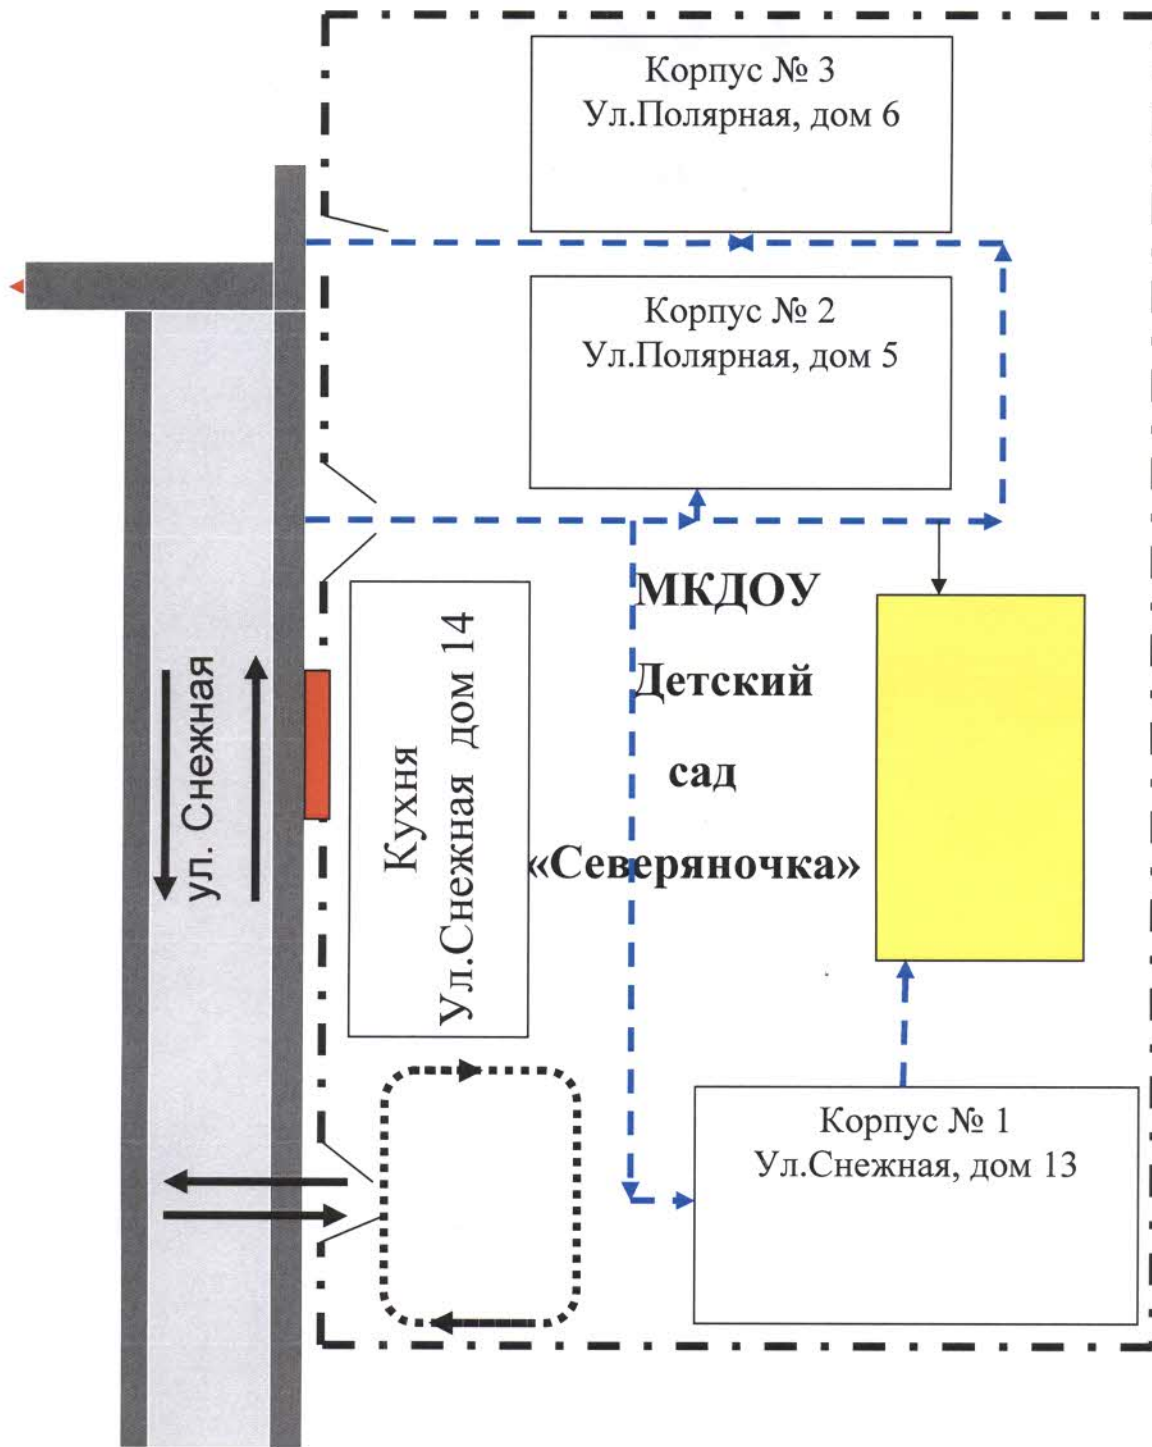 Корпус № 3
Ул.Полярная, дом 6
Корпус № 2
Ул.Полярная, дом 5
МКДОУ
Детский
сад
«Северяночка»
ул. Снежная
Кухня
Ул.Снежная дом 14
Корпус № 1
Ул.Снежная, дом 13